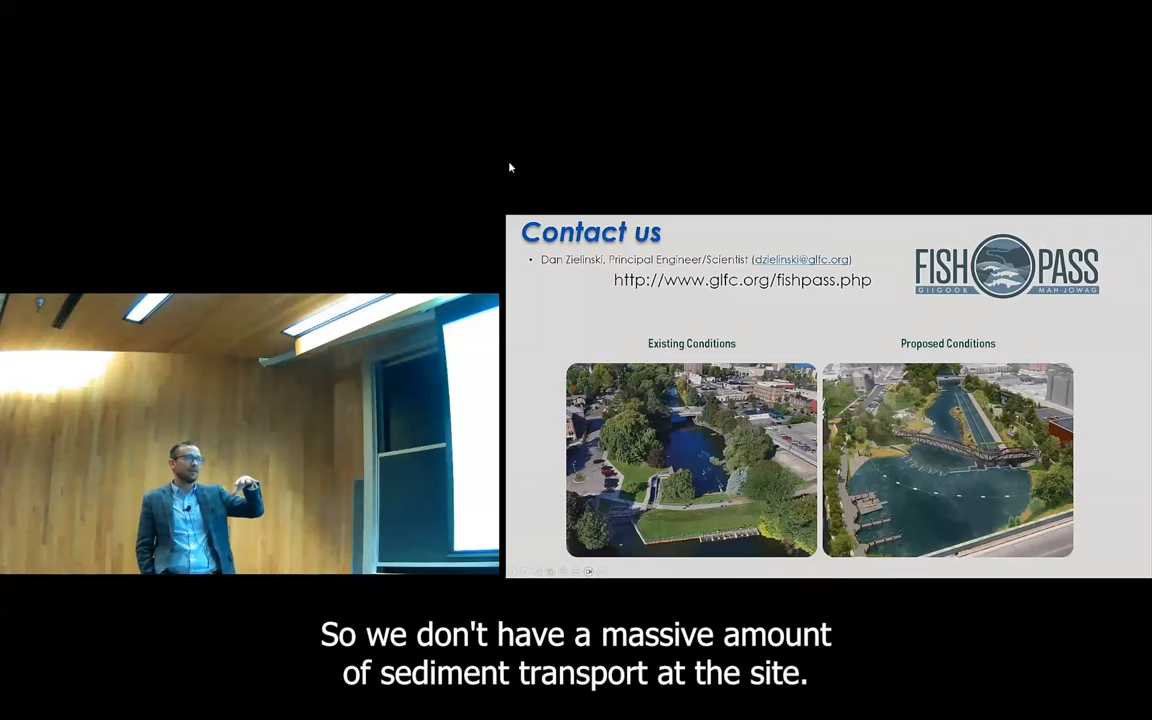 Contact us
• Dan Zielinski, Principal Engineer/Scientist (dzielinski@glfc.org)
http://www.glfc.org/fishpass.php
FISH PASS
GIIGOOK MAH-JOWAG
Existing Conditions
Proposed Conditions
So we don't have a massive amount
of sediment transport at the site.